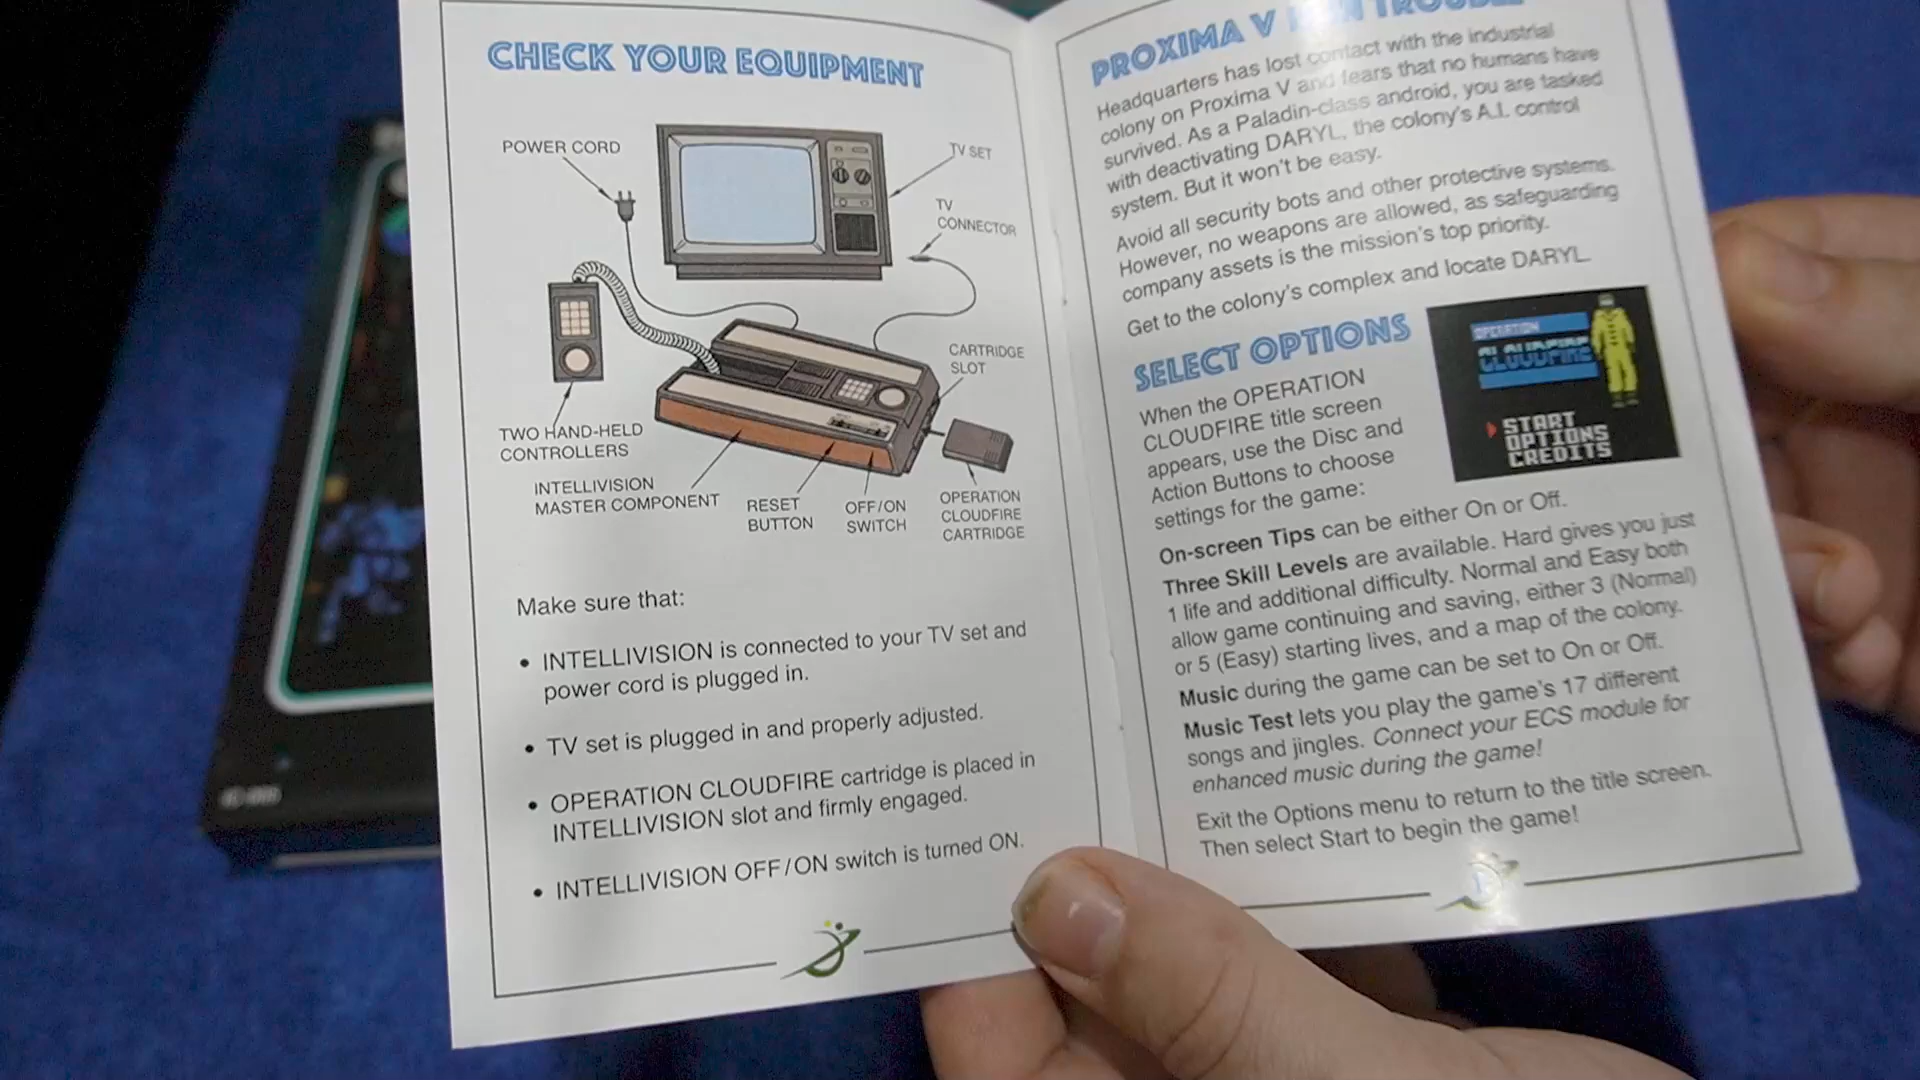 CHECK YOUR EQUIPMENT
POWER CORD
TV SET
TV
CONNECTOR
CARTRIDGE
SLOT
TWO HAND-HELD
CONTROLLERS
INTELLIVISION
MASTER COMPONENT
RESET
BUTTON
OFF/ON
SWITCH
OPERATION
CLOUDFIRE
CARTRIDGE
Make sure that:
• INTELLIVISION is connected to your TV set and
power cord is plugged in.
• TV set is plugged in and properly adjusted.
• OPERATION CLOUDFIRE cartridge is placed in
INTELLIVISION slot and firmly engaged.
• INTELLIVISION OFF/ON switch is turned ON.
PROXIMA V
Headquarters has lost contact with the industrial
colony on Proxima V and fears that no humans have
survived. As a Paladin-class android, you are tasked
with deactivating DARYL, the colony's A.I. control
system. But it won't be easy.
Avoid all security bots and other protective systems.
However, no weapons are allowed, as safeguarding
company assets is the mission's top priority.
Get to the colony's complex and locate DARYL.
SELECT OPTIONS
When the OPERATION
CLOUDFIRE title screen
appears, use the Disc and
Action Buttons to choose
settings for the game:
OPERATION
CLOUDFIRE
START
OPTIONS
CREDITS
On-screen Tips can be either On or Off.
Three Skill Levels are available. Hard gives you just
1 life and additional difficulty. Normal and Easy both
allow game continuing and saving, either 3 (Normal)
or 5 (Easy) starting lives, and a map of the colony.
Music during the game can be set to On or Off.
Music Test lets you play the game's 17 different
songs and jingles. Connect your ECS module for
enhanced music during the game!
Exit the Options menu to return to the title screen.
Then select Start to begin the game!
1